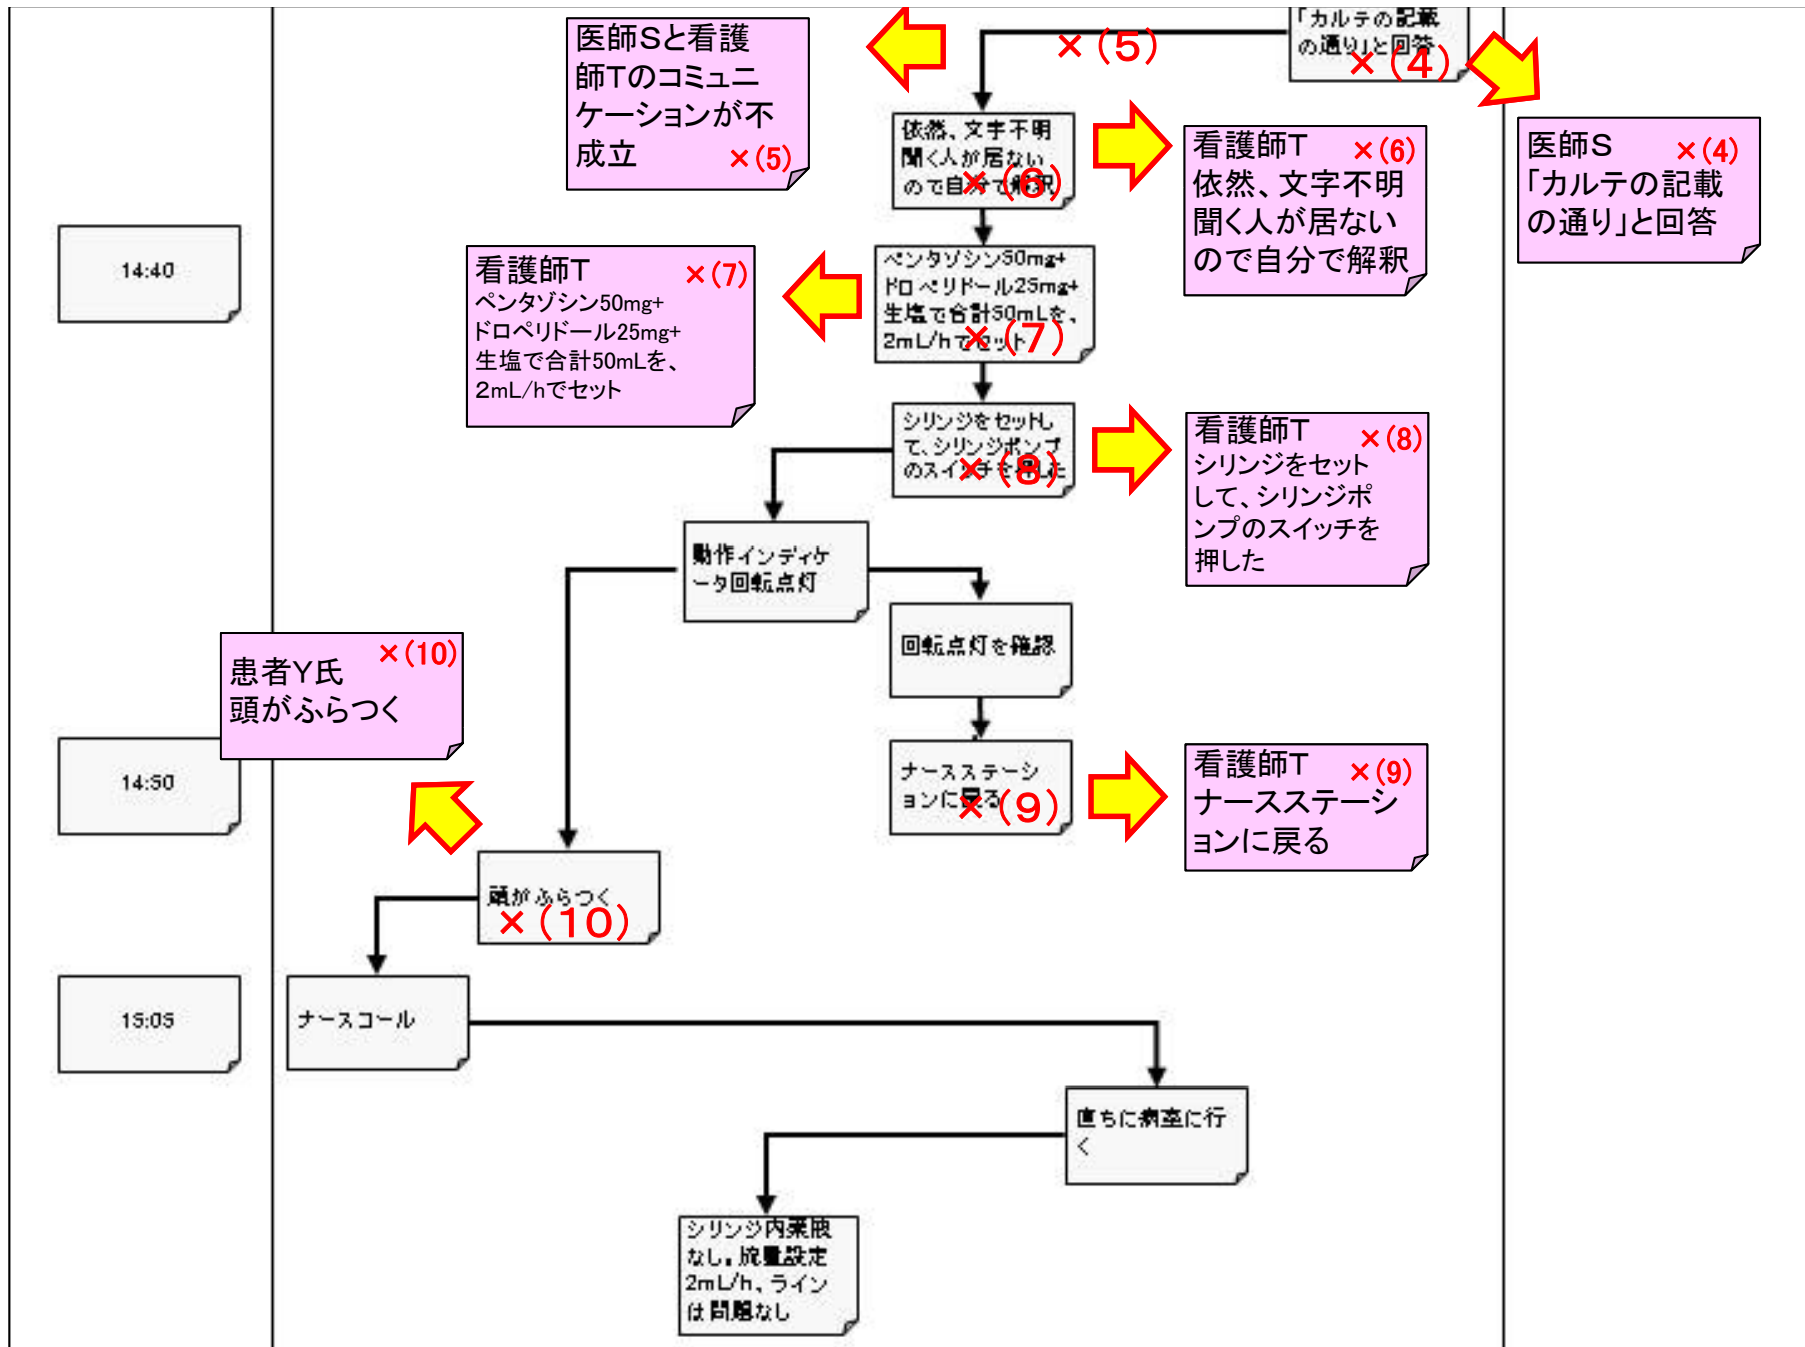 「カルテの記載
の通り」と回答
×(4)
×(5)
医師Sと看護
師Tのコミュニ
ケーションが不
成立 ×(5)
依然、文字不明
聞く人が居ない
ので自分で解釈
×(6)
看護師T ×(6)
依然、文字不明
聞く人が居ない
ので自分で解釈
医師S ×(4)
「カルテの記載
の通り」と回答
14:40
看護師T ×(7)
ペンタゾシン50mg+
ドロペリドール25mg+
生塩で合計50mLを、
2mL/hでセット
ペンタゾシン50mg+
ドロペリドール25mg+
生塩で合計50mLを、
2mL/hでセット
×(7)
シリンジをセットし
て、シリンジポンプ
のスイッチを押した
×(8)
看護師T ×(8)
シリンジをセット
して、シリンジポ
ンプのスイッチを
押した
動作インディケ
ータ回転点灯
回転点灯を確認
患者Y氏 ×(10)
頭がふらつく
14:50
ナースステーシ
ョンに戻る
×(9)
看護師T ×(9)
ナースステーシ
ョンに戻る
頭がふらつく
×(10)
15:05
ナースコール
直ちに病室に行
く
シリンジ内薬液
なし。流量設定
2mL/h、ライン
は問題なし